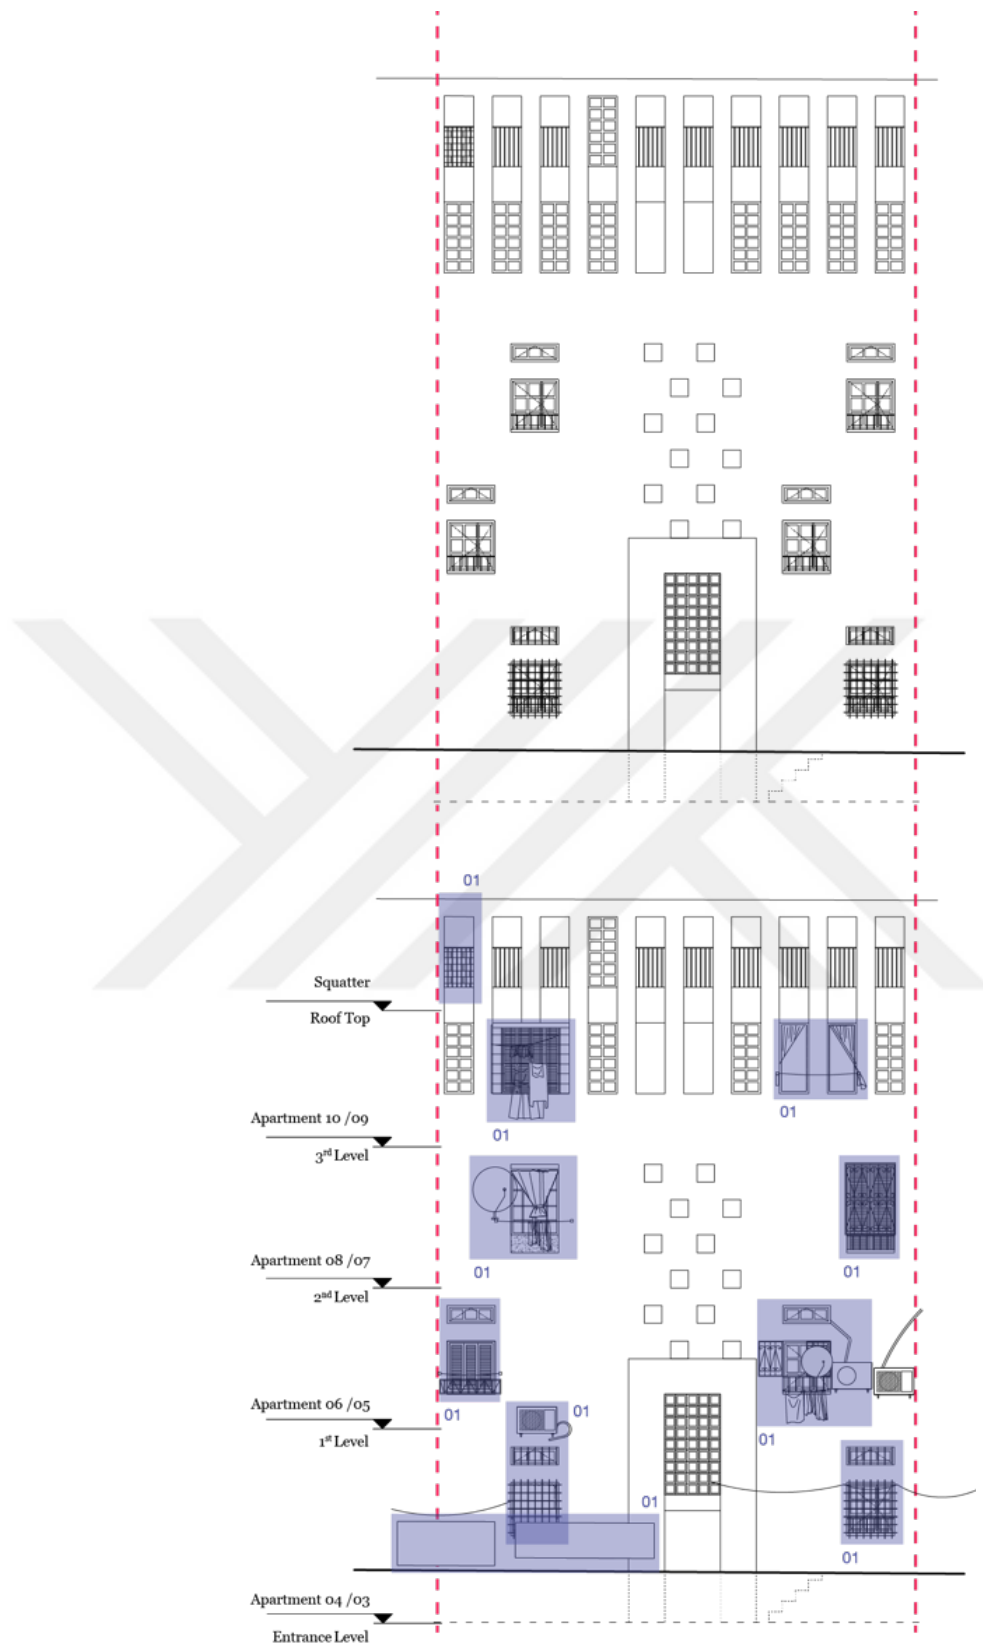 01
Squatter
Roof Top
01
01
Apartment 10 /09
3rd Level
01
01
Apartment 08 /07
2nd Level
01
01
Apartment 06 /05
01
1st Level
01
01
01
Apartment 04 /03
Entrance Level